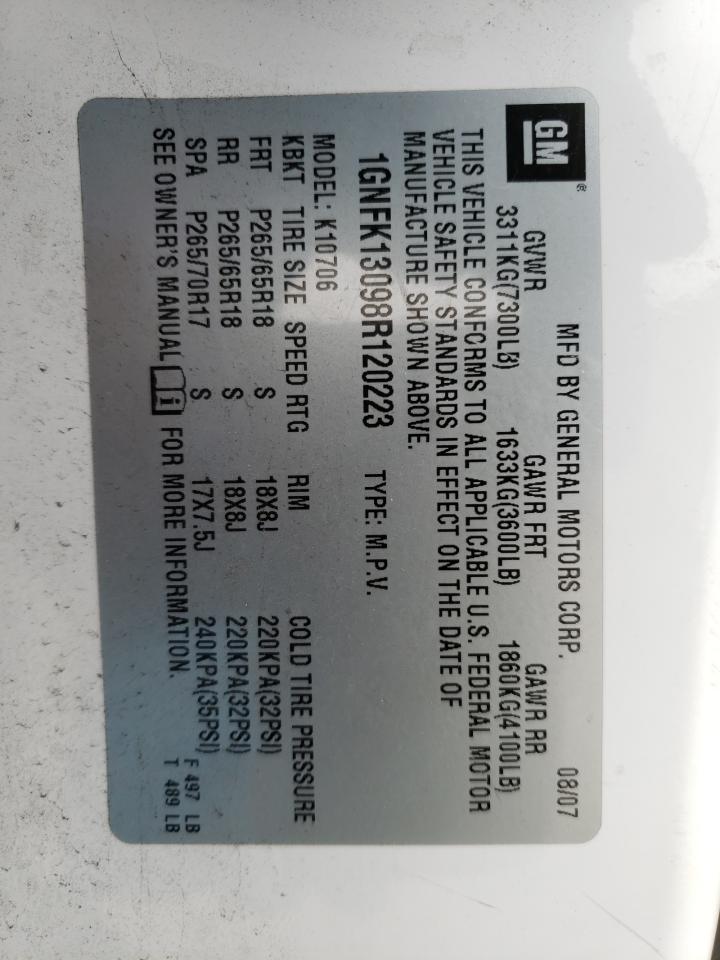 GM®
MFD BY GENERAL MOTORS CORP. 08/07
GVWR GAWR FRT GAWR RR
3311KG(7300LB) 1633KG(3600LB) 1860KG(4100LB)
THIS VEHICLE CONFORMS TO ALL APPLICABLE U.S. FEDERAL MOTOR
VEHICLE SAFETY STANDARDS IN EFFECT ON THE DATE OF
MANUFACTURE SHOWN ABOVE.
1GNFK13098R120223 TYPE: M.P.V.
MODEL: K10706
KBKT TIRE SIZE SPEED RTG RIM COLD TIRE PRESSURE
FRT P265/65R18 S 18X8J 220KPA(32PSI)
RR P265/65R18 S 18X8J 220KPA(32PSI)
SPA P265/70R17 S 17X7.5J 240KPA(35PSI)
SEE OWNER'S MANUAL i FOR MORE INFORMATION.
F 497 LB
T 489 LB